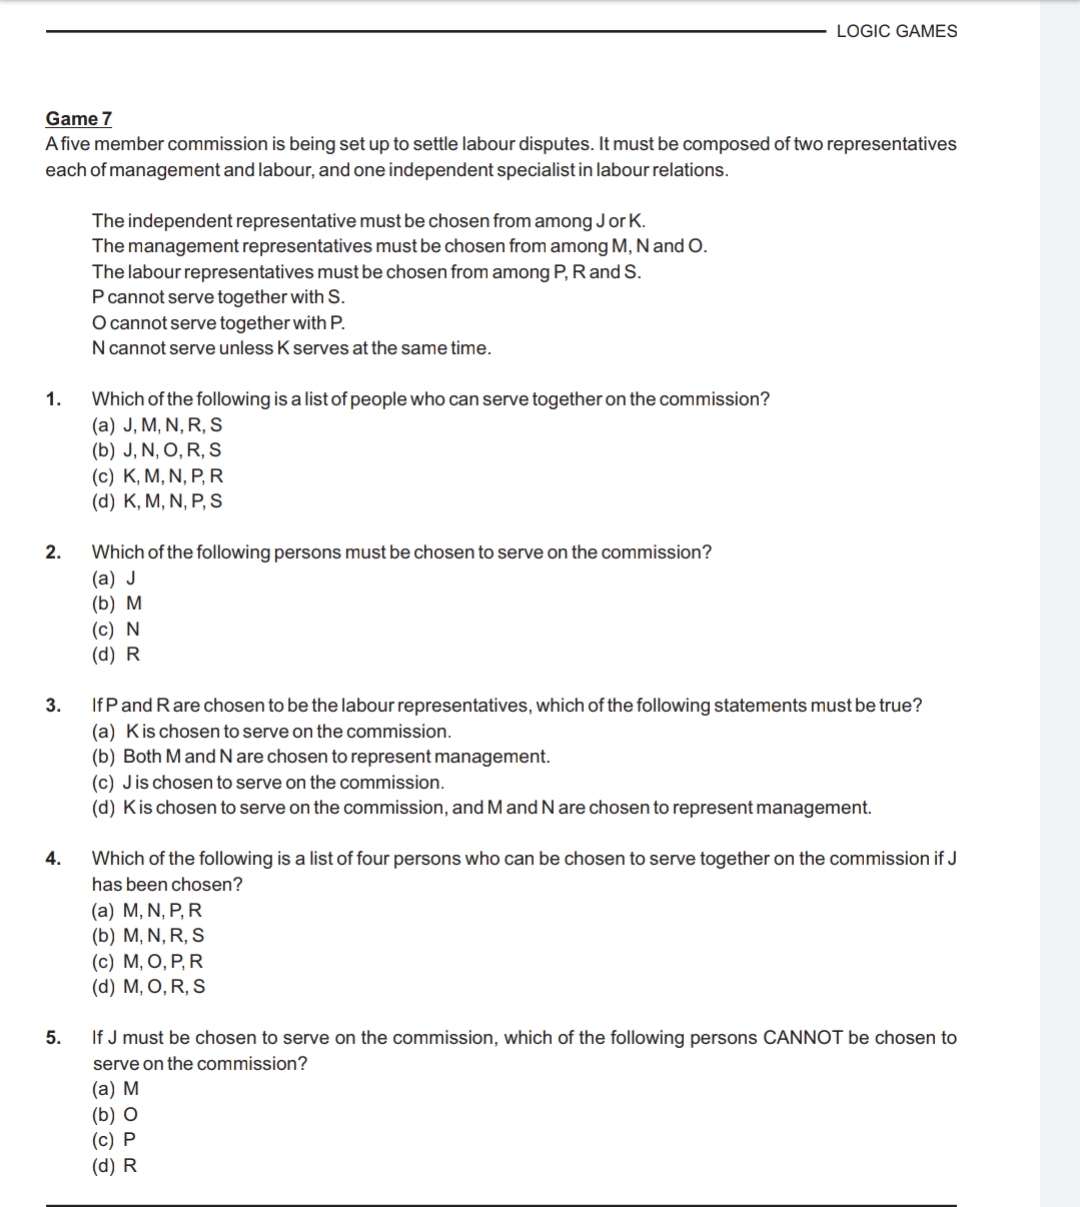 LOGIC GAMES
Game 7
A five member commission is being set up to settle labour disputes. It must be composed of two representatives
each of management and labour, and one independent specialist in labour relations.
The independent representative must be chosen from among J or K.
The management representatives must be chosen from among M, N and O.
The labour representatives must be chosen from among P, R and S.
P cannot serve together with S.
O cannot serve together with P.
N cannot serve unless K serves at the same time.
1. Which of the following is a list of people who can serve together on the commission?
(a) J, M, N, R, S
(b) J, N, O, R, S
(c) K, M, N, P, R
(d) K, M, N, P, S
2. Which of the following persons must be chosen to serve on the commission?
(a) J
(b) M
(c) N
(d) R
3. If P and R are chosen to be the labour representatives, which of the following statements must be true?
(a) K is chosen to serve on the commission.
(b) Both M and N are chosen to represent management.
(c) J is chosen to serve on the commission.
(d) K is chosen to serve on the commission, and M and N are chosen to represent management.
4. Which of the following is a list of four persons who can be chosen to serve together on the commission if J
has been chosen?
(a) M, N, P, R
(b) M, N, R, S
(c) M, O, P, R
(d) M, O, R, S
5. If J must be chosen to serve on the commission, which of the following persons CANNOT be chosen to
serve on the commission?
(a) M
(b) O
(c) P
(d) R